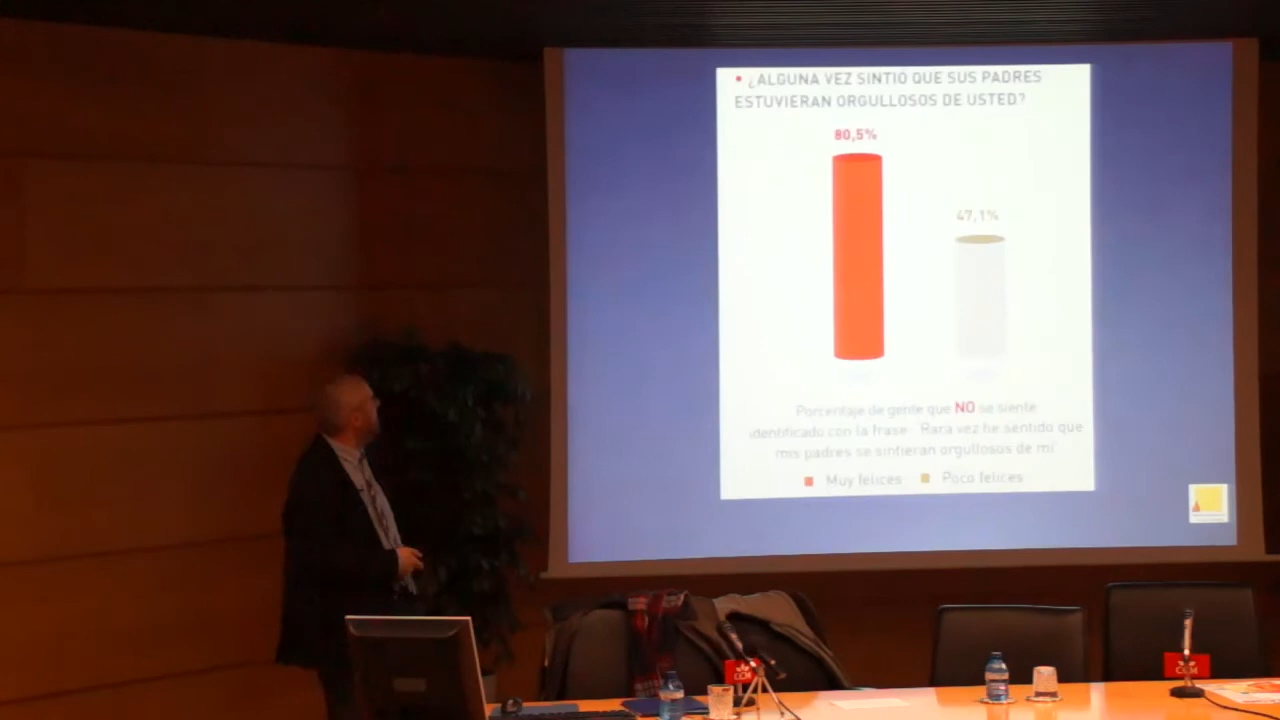 • ¿ALGUNA VEZ SINTIÓ QUE SUS PADRES
ESTUVIERAN ORGULLOSOS DE USTED?
80,5%
47,1%
Porcentaje de gente que NO se siente
identificado con la frase Rara vez he sentido que
mis padres se sintieran orgullosos de mí
Muy felices Poco felices
CCM
CCM